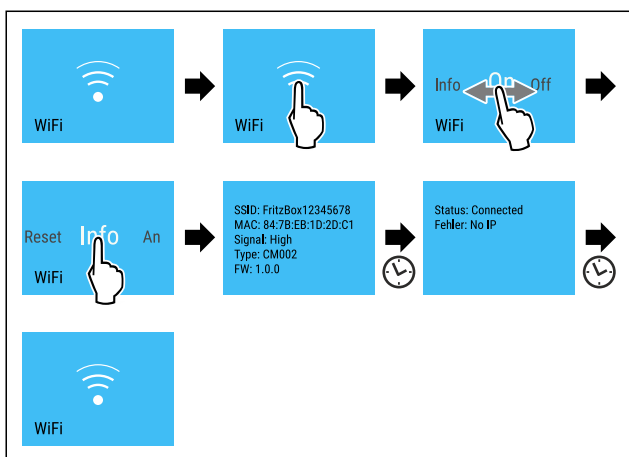 WiFi
WiFi
Info On Off
WiFi
Reset Info An
WiFi
SSID: FritzBox12345678
MAC: 84:7B:EB:1D:2D:C1
Signal: High
Type: CM002
FW: 1.0.0
Status: Connected
Fehler: No IP
WiFi